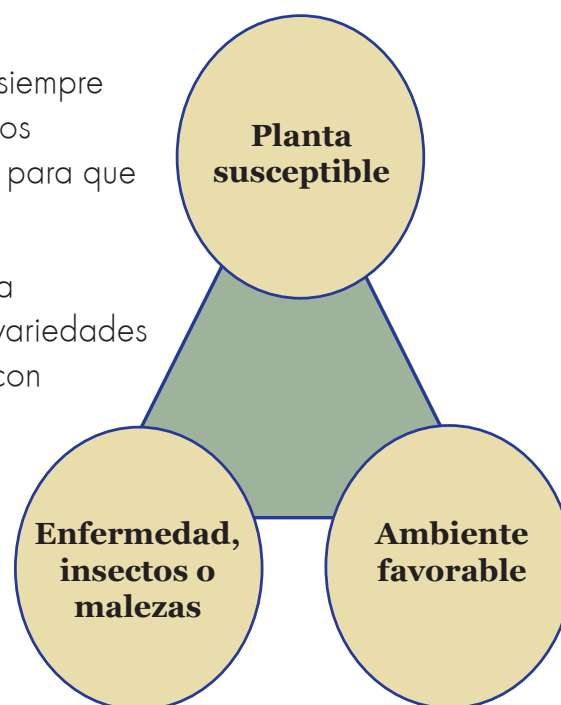 siempre
os
para que
a
variedades
con
Planta
susceptible
Enfermedad,
insectos o
malezas
Ambiente
favorable